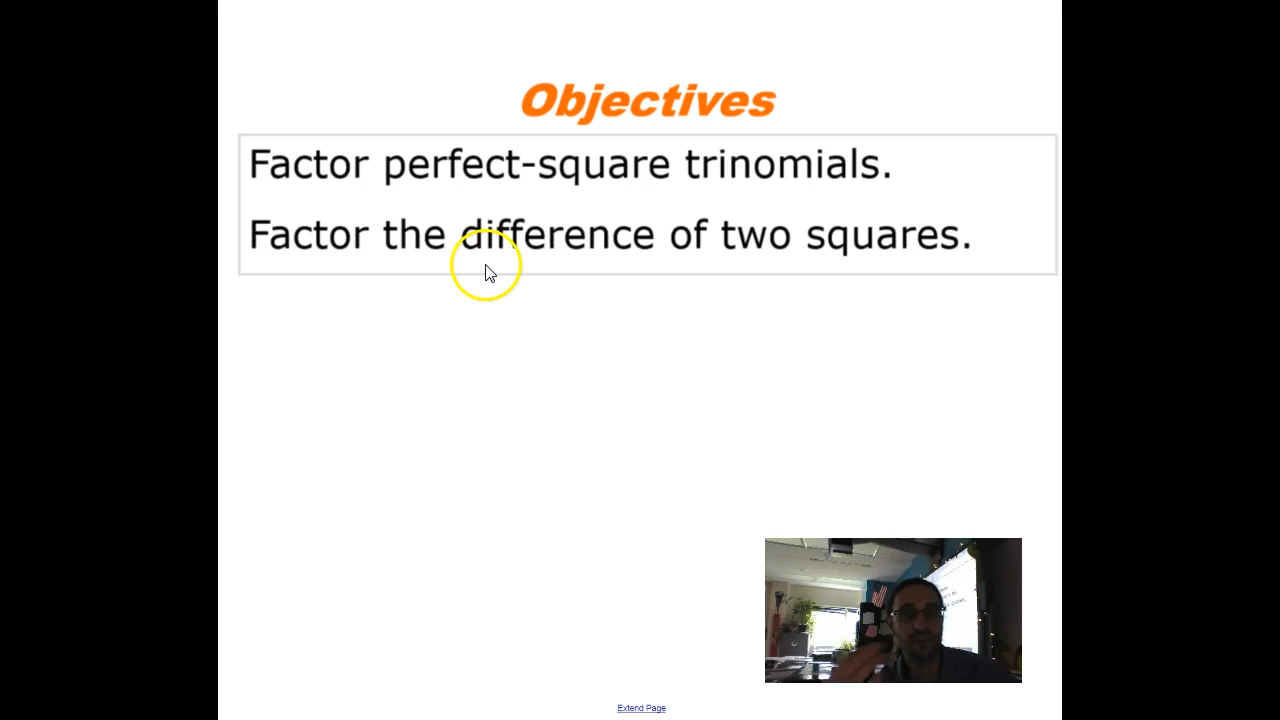 Objectives
Factor perfect-square trinomials.
Factor the difference of two squares.
Extend Page